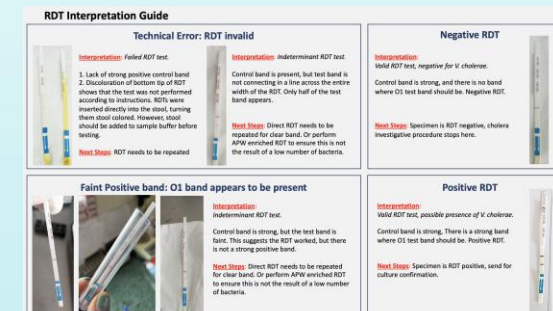 RDT Interpretation Guide
Technical Error: RDT invalid
Interpretation: Failed RDT test.
1. Lack of strong positive control band
2. Discoloration of bottom tip of RDT
shows that the test was not performed
according to instructions. RDTs were
inserted directly into the stool, turning
them stool colored. However, stool
should be added to sample buffer before
testing.
Next Steps: RDT needs to be repeated
Interpretation: Indeterminant RDT test.
Control band is present, but test band is
not connecting in a line across the entire
width of the RDT. Only half of the test
band appears.
Next Steps: Direct RDT needs to be
repeated for clear band. Or perform
APW enriched RDT to ensure this is not
the result of a low number of bacteria.
Negative RDT
Interpretation:
Valid RDT test, negative for V. cholerae.
Control band is strong, and there is no band
where O1 test band should be. Negative RDT.
Next Steps: Specimen is RDT negative, cholera
investigative procedure stops here.
Faint Positive band: O1 band appears to be present
Interpretation:
Indeterminant RDT test.
Control band is strong, but the test band is
faint. This suggests the RDT worked, but there
is not a strong positive band.
Next Steps: Direct RDT needs to be repeated
for clear band. Or perform APW enriched RDT
to ensure this is not the result of a low number
of bacteria.
Positive RDT
Interpretation:
Valid RDT test, possible presence of V. cholerae.
Control band is strong, There is a strong band
where O1 test band should be. Positive RDT.
Next Steps: Specimen is RDT positive, send for
culture confirmation.